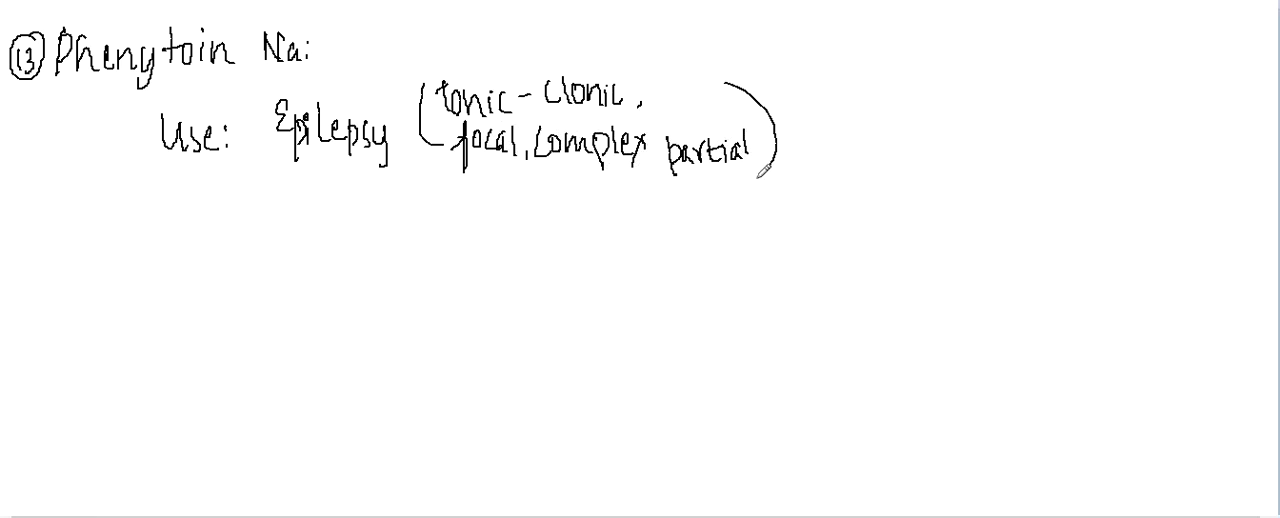 ⑬ Phenytoin Na:
Use: Epilepsy (tonic-clonic,
focal, complex partial)